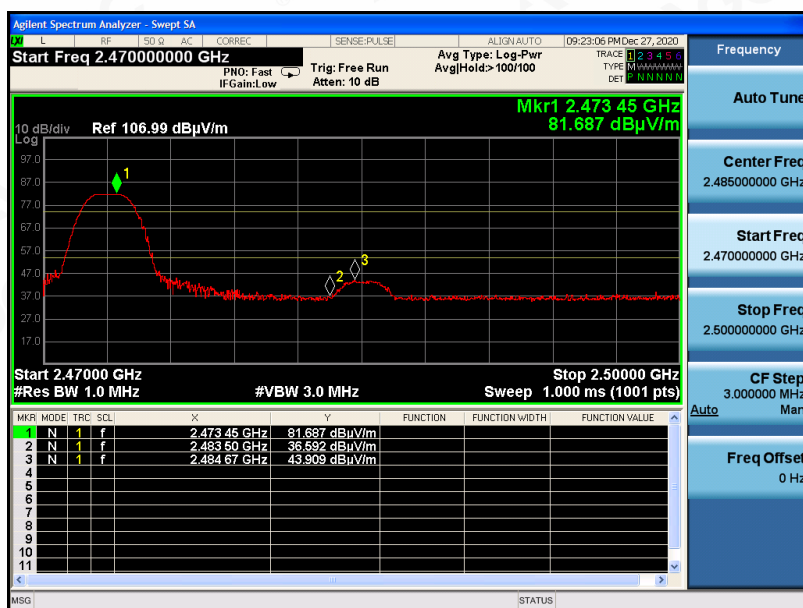 Agilent Spectrum Analyzer - Swept SA
LXI L RF 50 Ω AC CORREC SENSE:PULSE ALIGN AUTO 09:23:06 PM Dec 27, 2020
Start Freq 2.470000000 GHz
PNO: Fast
IFGain:Low
Trig: Free Run
Atten: 10 dB
Avg Type: Log-Pwr
Avg|Hold:>100/100
TRACE 1 2 3 4 5 6
TYPE M WWWWW
DET P N N N N N
Mkr1 2.473 45 GHz
81.687 dBµV/m
10 dB/div Ref 106.99 dBµV/m
Log
97.0
87.0
77.0
67.0
57.0
47.0
37.0
27.0
17.0
1
2
3
Start 2.47000 GHz Stop 2.50000 GHz
#Res BW 1.0 MHz #VBW 3.0 MHz Sweep 1.000 ms (1001 pts)
MKR MODE TRC SCL X Y FUNCTION FUNCTION WIDTH FUNCTION VALUE
1 N 1 f 2.473 45 GHz 81.687 dBµV/m
2 N 1 f 2.483 50 GHz 36.592 dBµV/m
3 N 1 f 2.484 67 GHz 43.909 dBµV/m
4
5
6
7
8
9
10
11
MSG STATUS
Frequency
Auto Tune
Center Freq
2.485000000 GHz
Start Freq
2.470000000 GHz
Stop Freq
2.500000000 GHz
CF Step
3.000000 MHz
Auto Man
Freq Offset
0 Hz